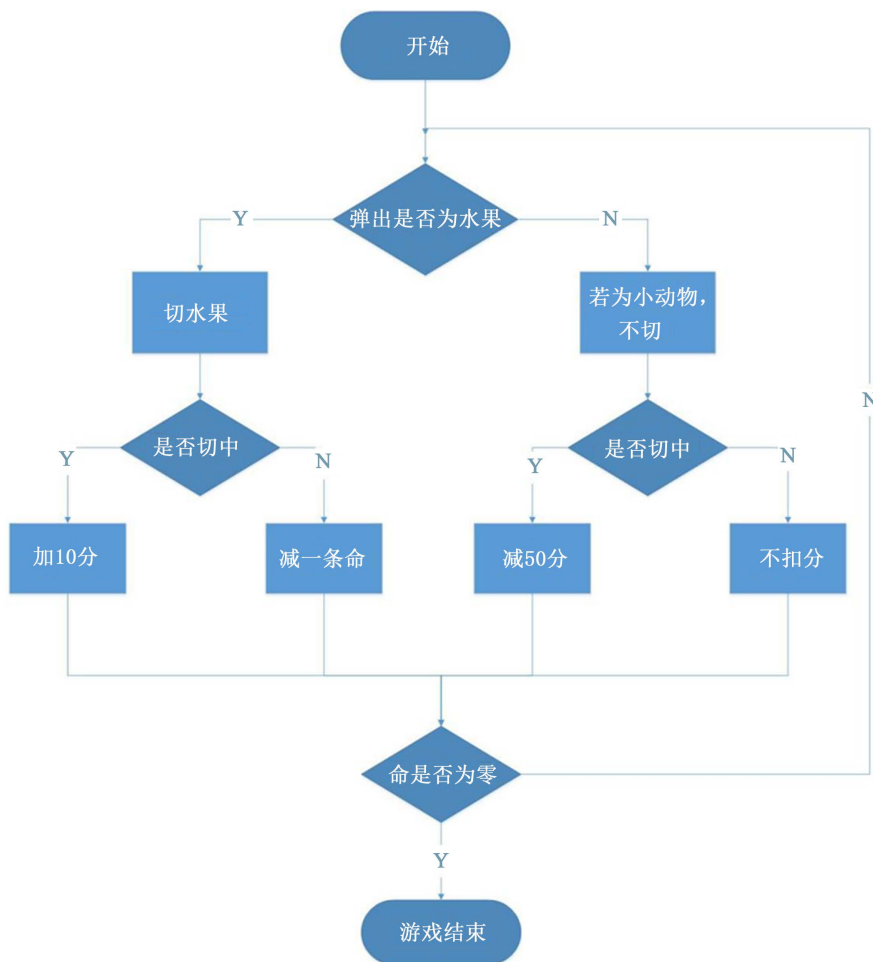 开始
弹出是否为水果
Y
N
切水果
若为小动物，
不切
N
是否切中
是否切中
Y
N
Y
N
加10分
减一条命
减50分
不扣分
命是否为零
Y
游戏结束